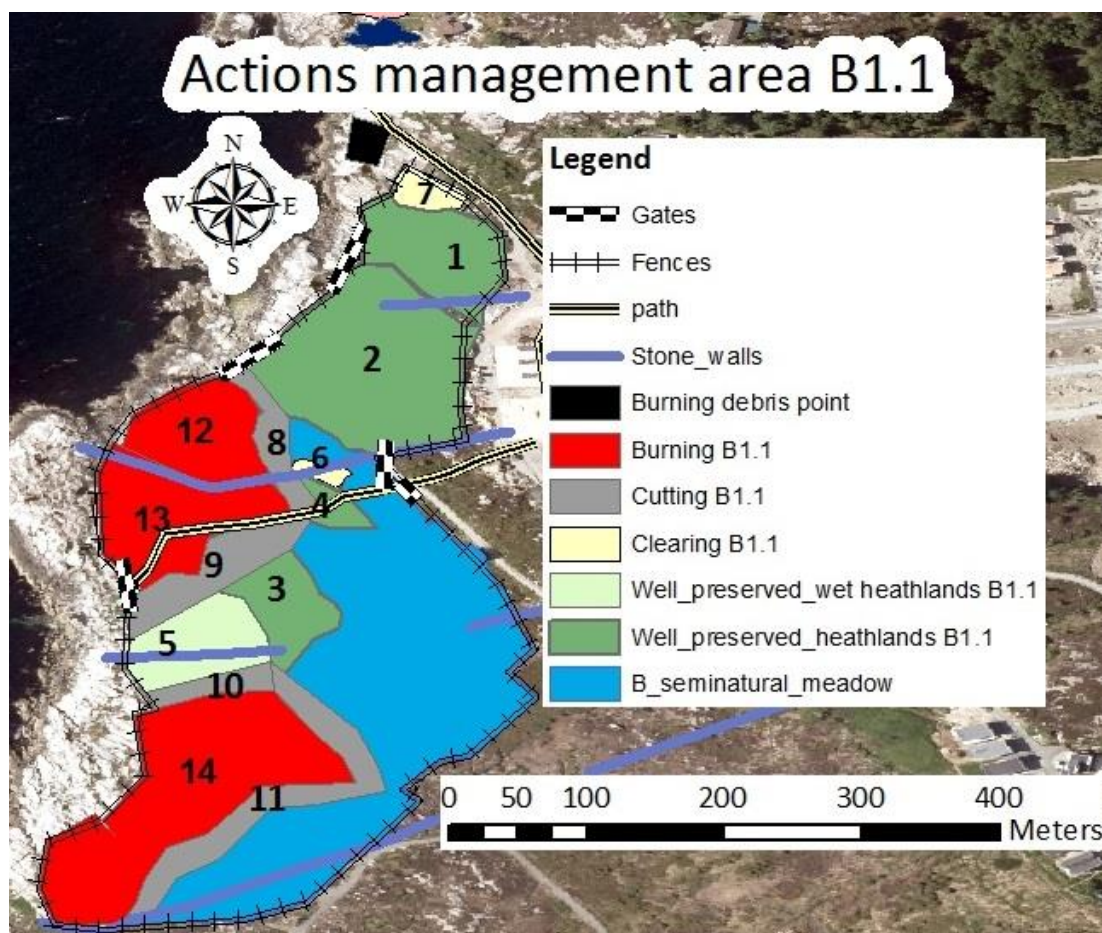 Actions management area B1.1
N
W E
S
Legend
Gates
Fences
path
Stone_walls
Burning debris point
Burning B1.1
Cutting B1.1
Clearing B1.1
Well_preserved_wet heathlands B1.1
Well_preserved_heathlands B1.1
B_seminatural_meadow
7
1
2
12
8
6
4
13
9
3
5
10
14
11
0 50 100 200 300 400
Meters